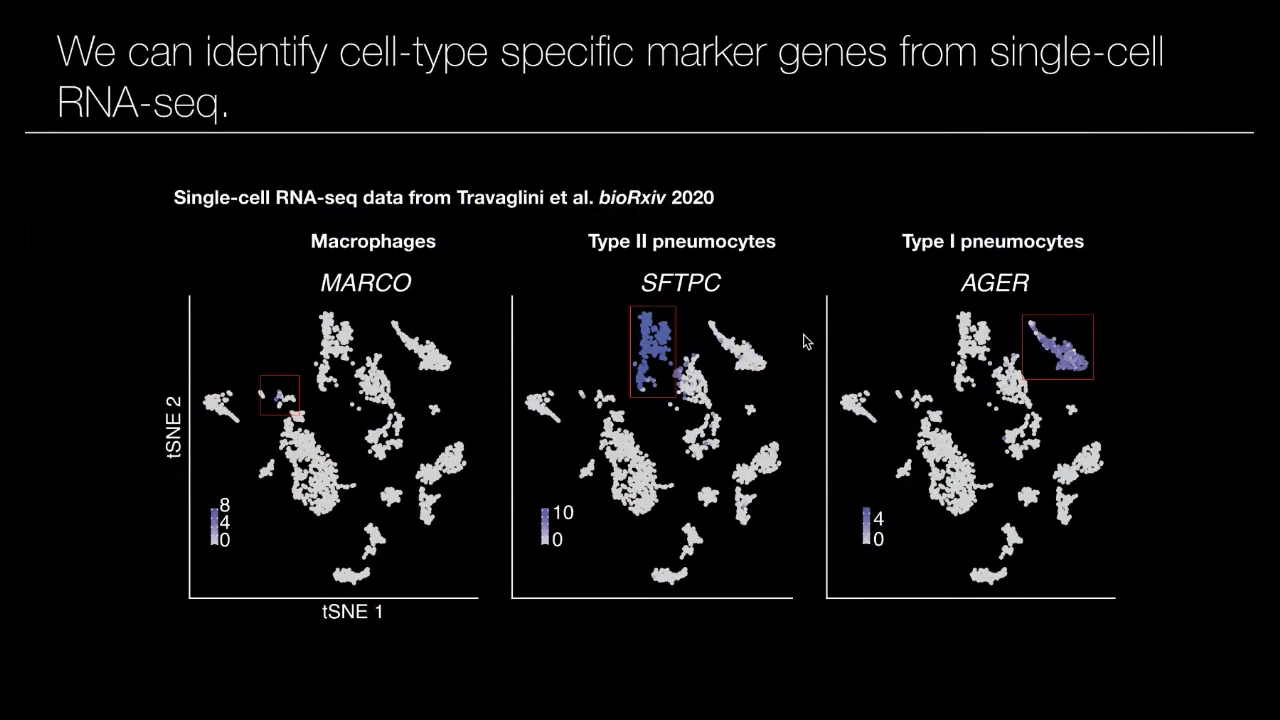 We can identify cell-type specific marker genes from single-cell
RNA-seq.
Single-cell RNA-seq data from Travaglini et al. bioRxiv 2020
Macrophages
Type II pneumocytes
Type I pneumocytes
MARCO
SFTPC
AGER
tSNE 2
8
4
0
10
0
4
0
tSNE 1